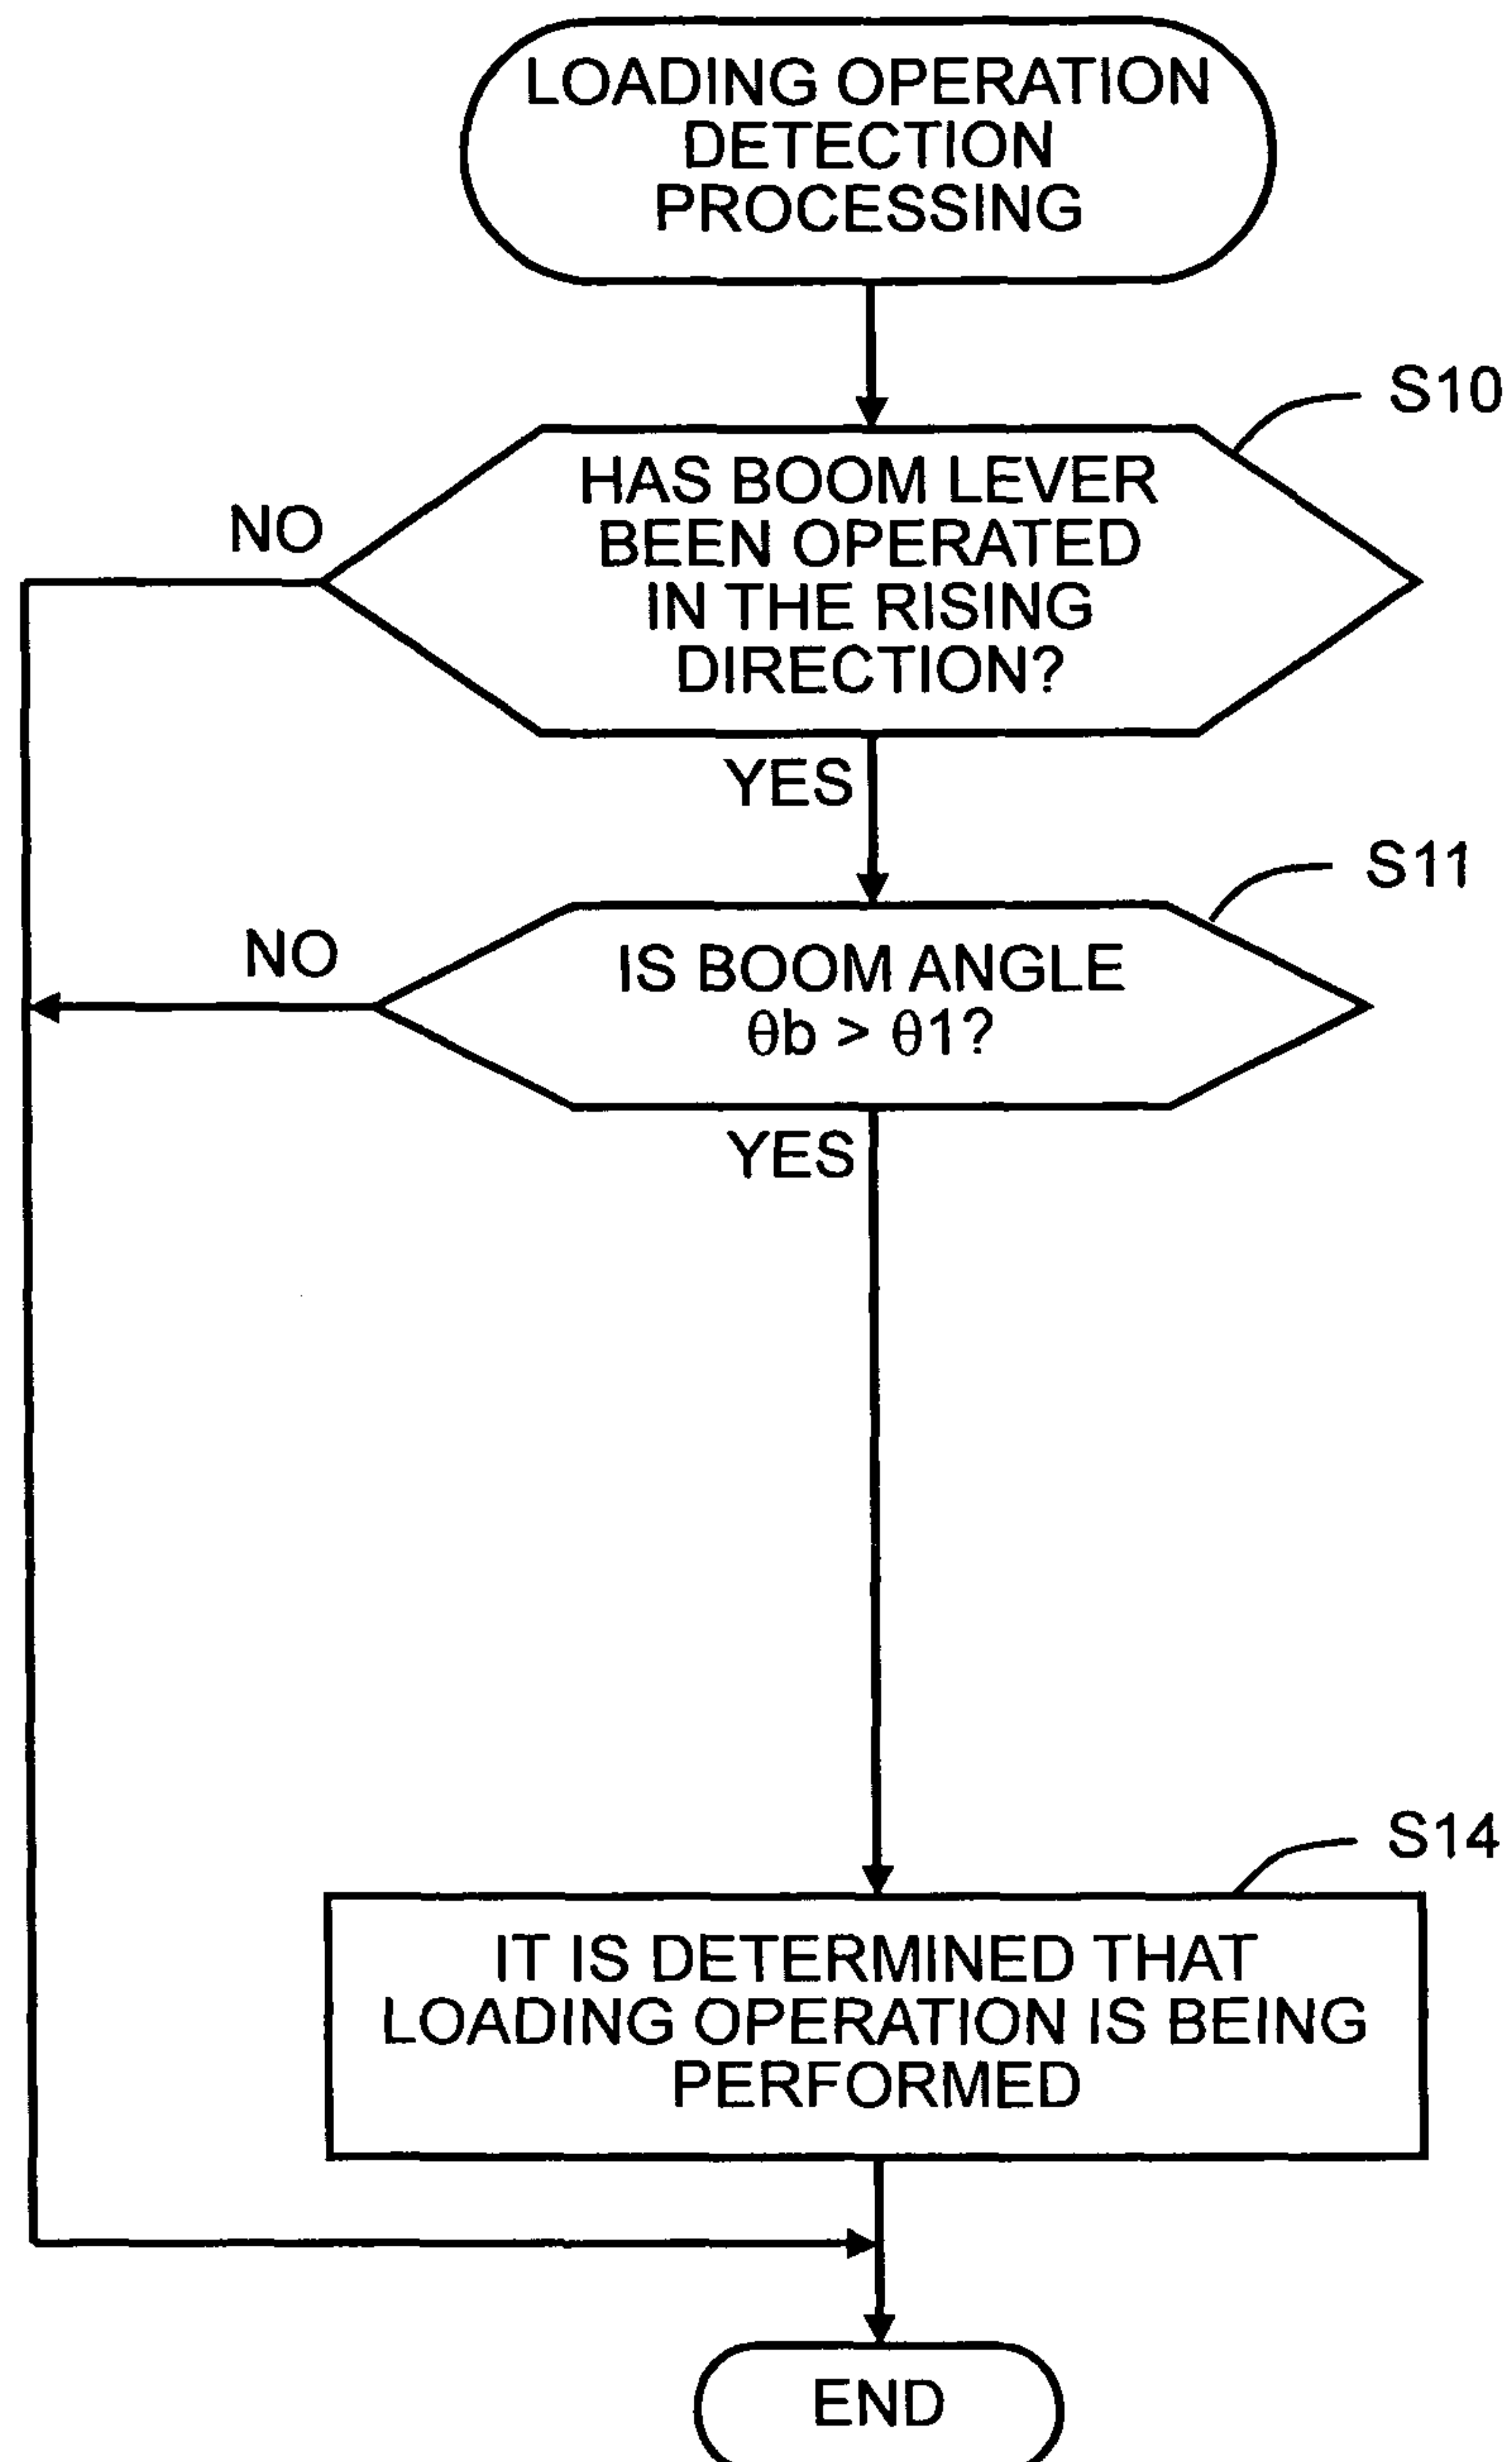 LOADING OPERATION
DETECTION
PROCESSING
S10
HAS BOOM LEVER
BEEN OPERATED
IN THE RISING
DIRECTION?
NO
YES
S11
IS BOOM ANGLE
θb > θ1?
NO
YES
S14
IT IS DETERMINED THAT
LOADING OPERATION IS BEING
PERFORMED
END